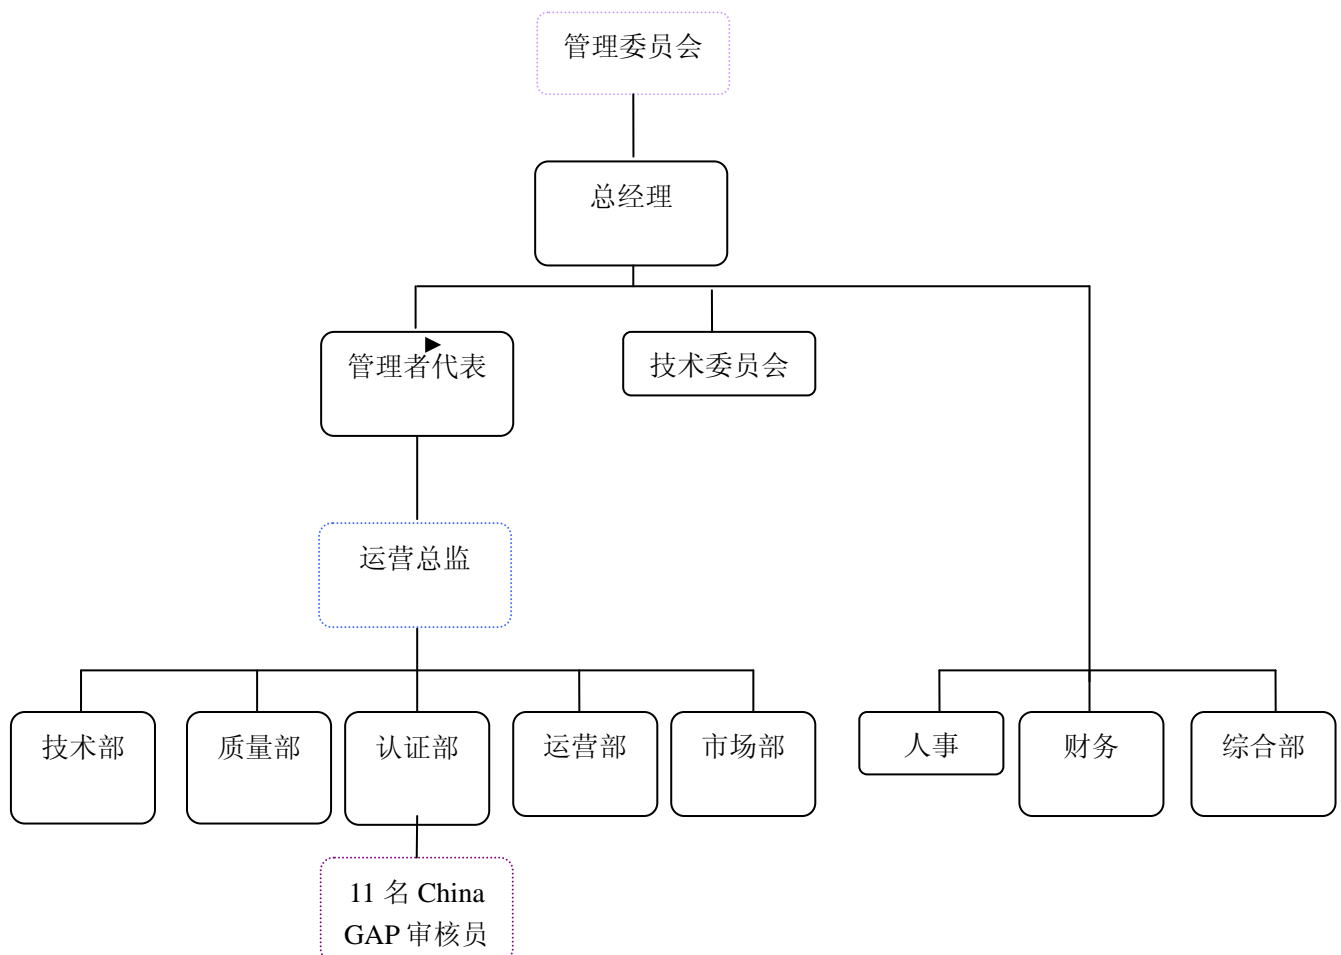 管理委员会
总经理
管理者代表
技术委员会
运营总监
技术部
质量部
认证部
运营部
市场部
人事
财务
综合部
11 名 China
GAP 审核员